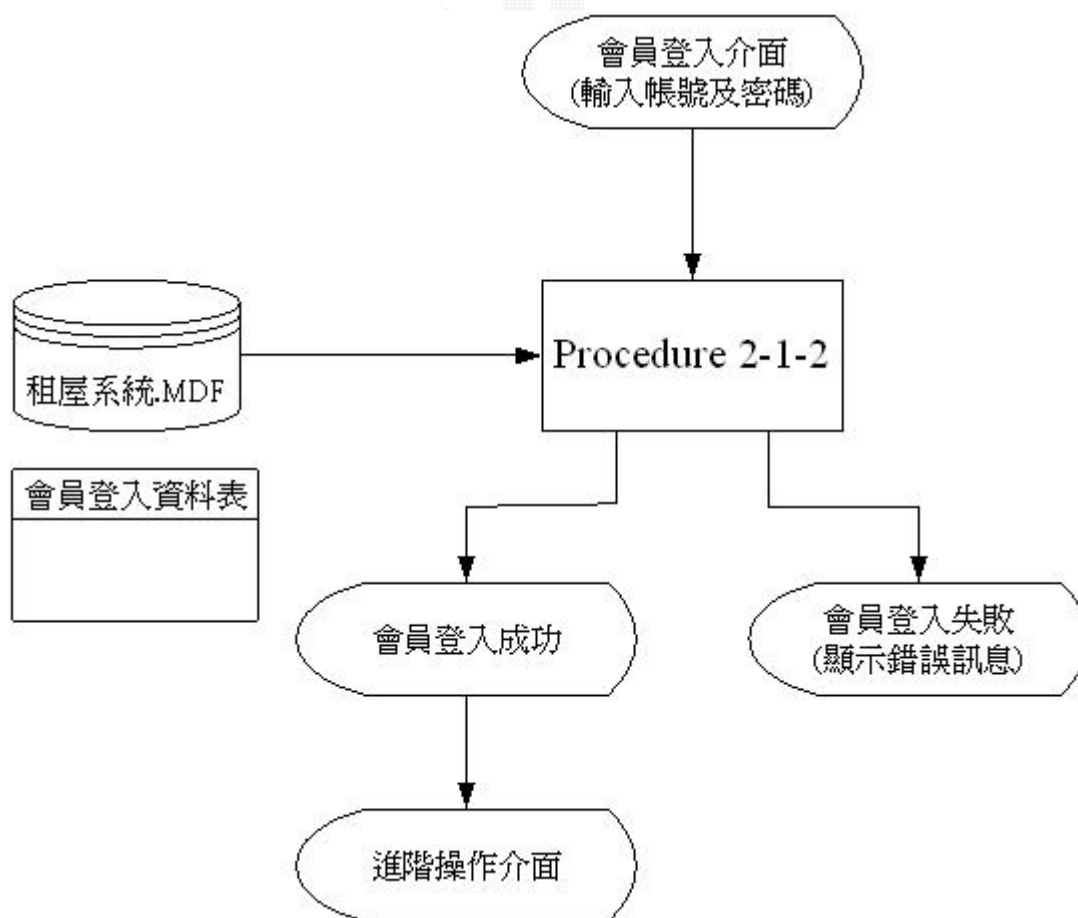 會員登入介面
(輸入帳號及密碼)
Procedure 2-1-2
租屋系統.MDF
會員登入資料表
會員登入成功
會員登入失敗
(顯示錯誤訊息)
進階操作介面